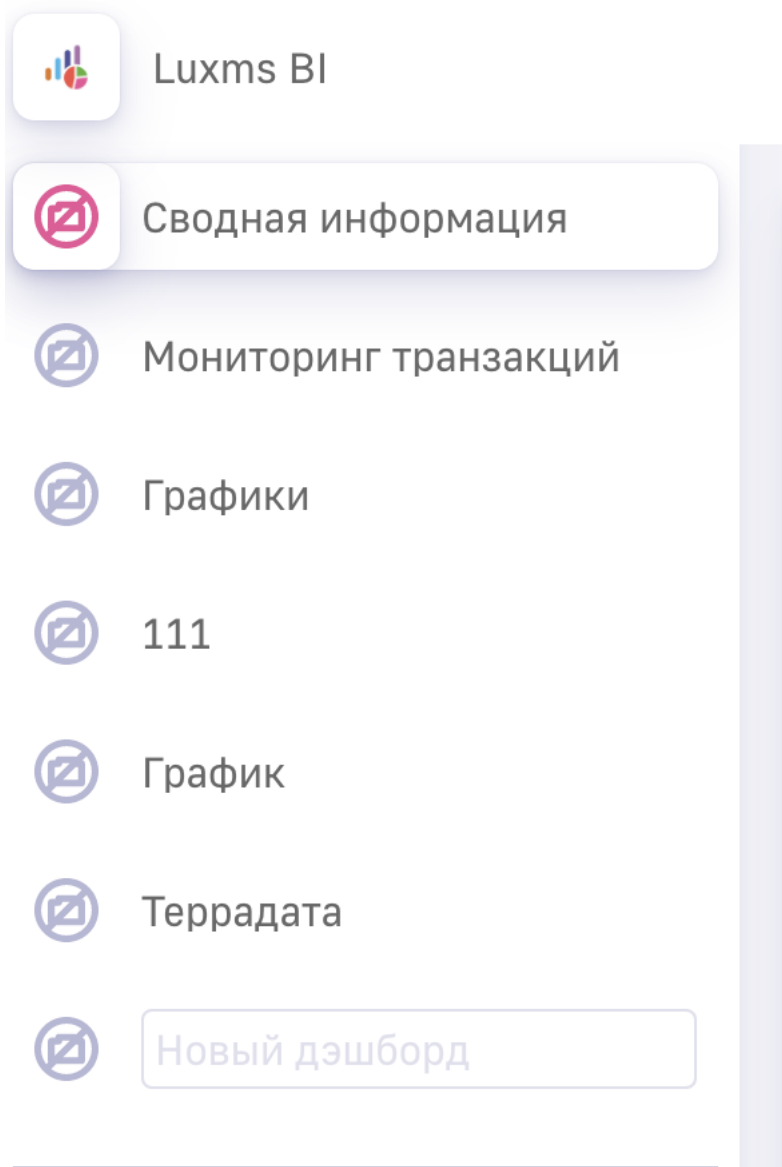 Luxms BI
Сводная информация
Мониторинг транзакций
Графики
111
График
Террадата
Новый дэшборд